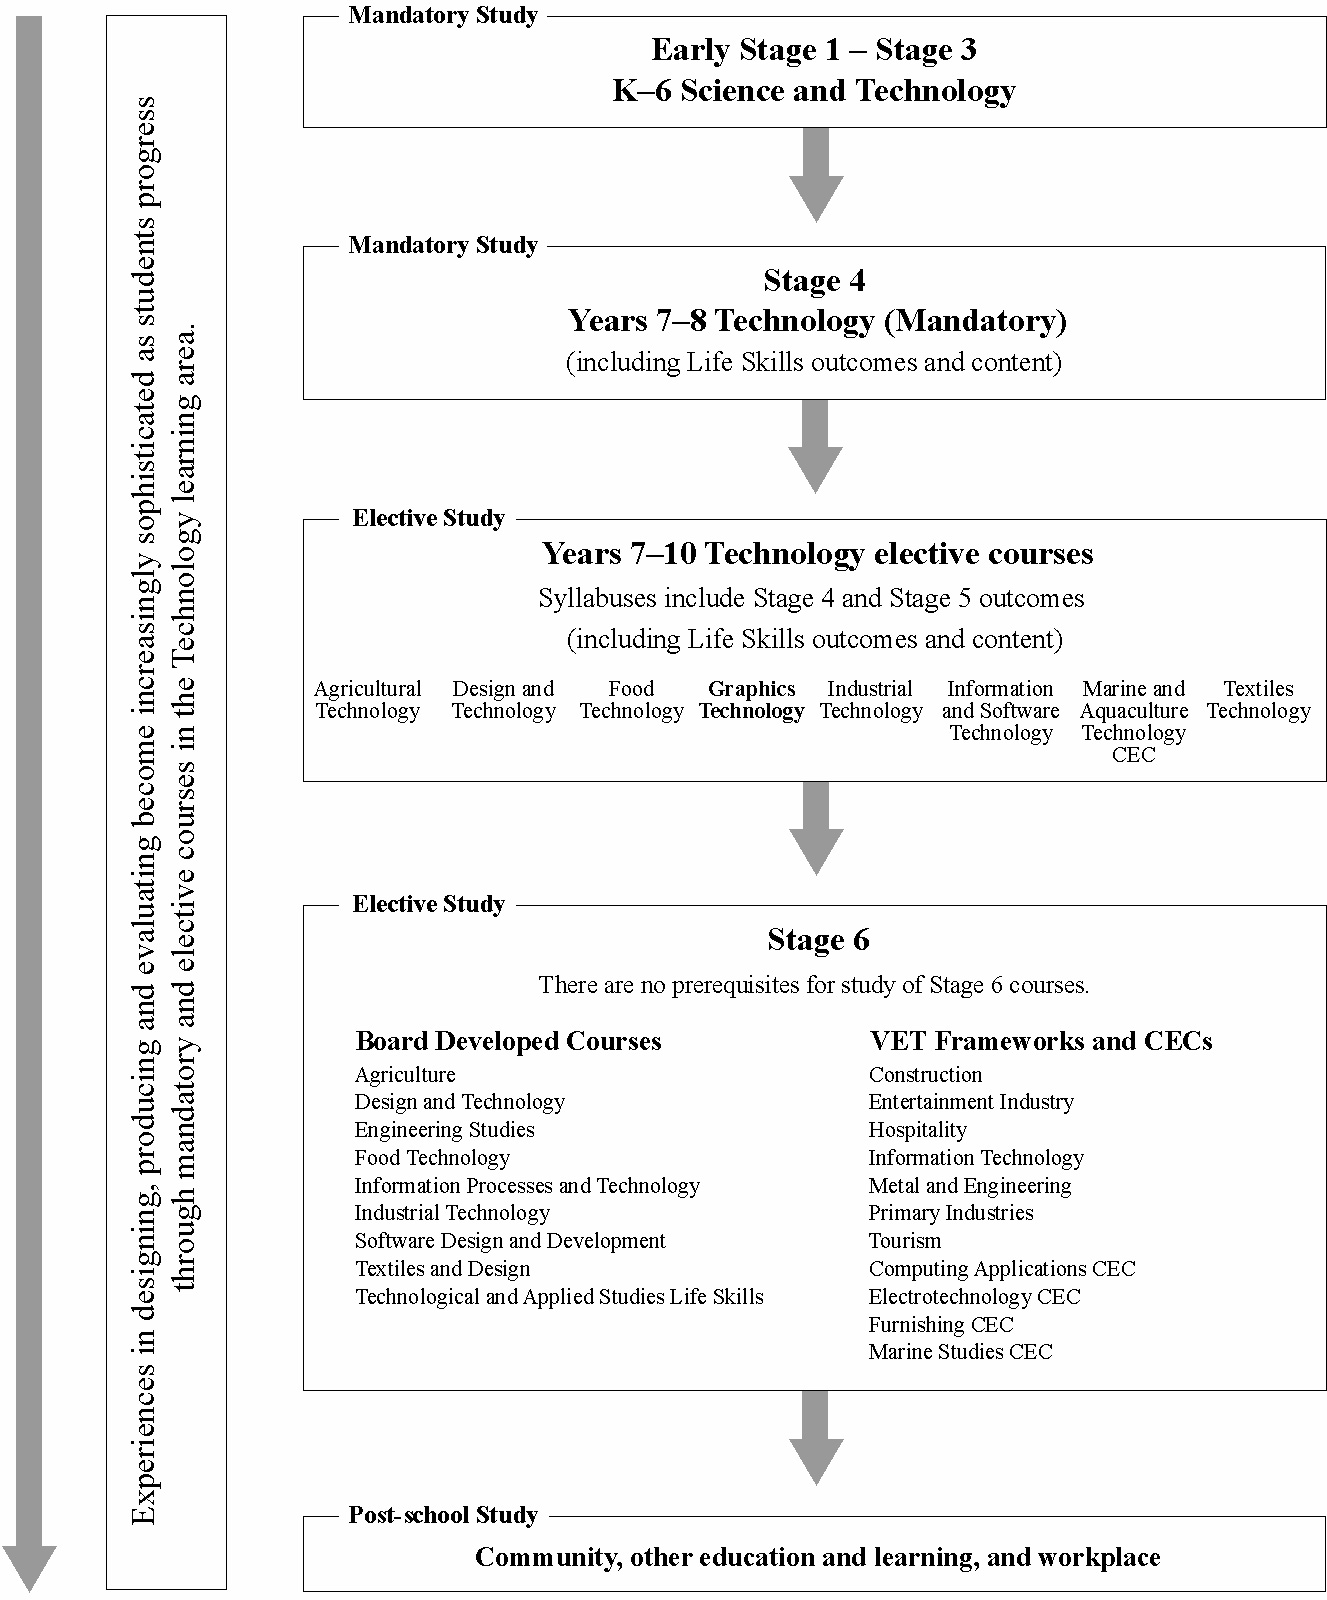 Experiences in designing, producing and evaluating become increasingly sophisticated as students progress
through mandatory and elective courses in the Technology learning area.
Mandatory Study
Early Stage 1 – Stage 3
K–6 Science and Technology
Mandatory Study
Stage 4
Years 7–8 Technology (Mandatory)
(including Life Skills outcomes and content)
Elective Study
Years 7–10 Technology elective courses
Syllabuses include Stage 4 and Stage 5 outcomes
(including Life Skills outcomes and content)
Agricultural
Technology
Design and
Technology
Food
Technology
Graphics
Technology
Industrial
Technology
Information
and Software
Technology
Marine and
Aquaculture
Technology
CEC
Textiles
Technology
Elective Study
Stage 6
There are no prerequisites for study of Stage 6 courses.
Board Developed Courses
Agriculture
Design and Technology
Engineering Studies
Food Technology
Information Processes and Technology
Industrial Technology
Software Design and Development
Textiles and Design
Technological and Applied Studies Life Skills
VET Frameworks and CECs
Construction
Entertainment Industry
Hospitality
Information Technology
Metal and Engineering
Primary Industries
Tourism
Computing Applications CEC
Electrotechnology CEC
Furnishing CEC
Marine Studies CEC
Post-school Study
Community, other education and learning, and workplace